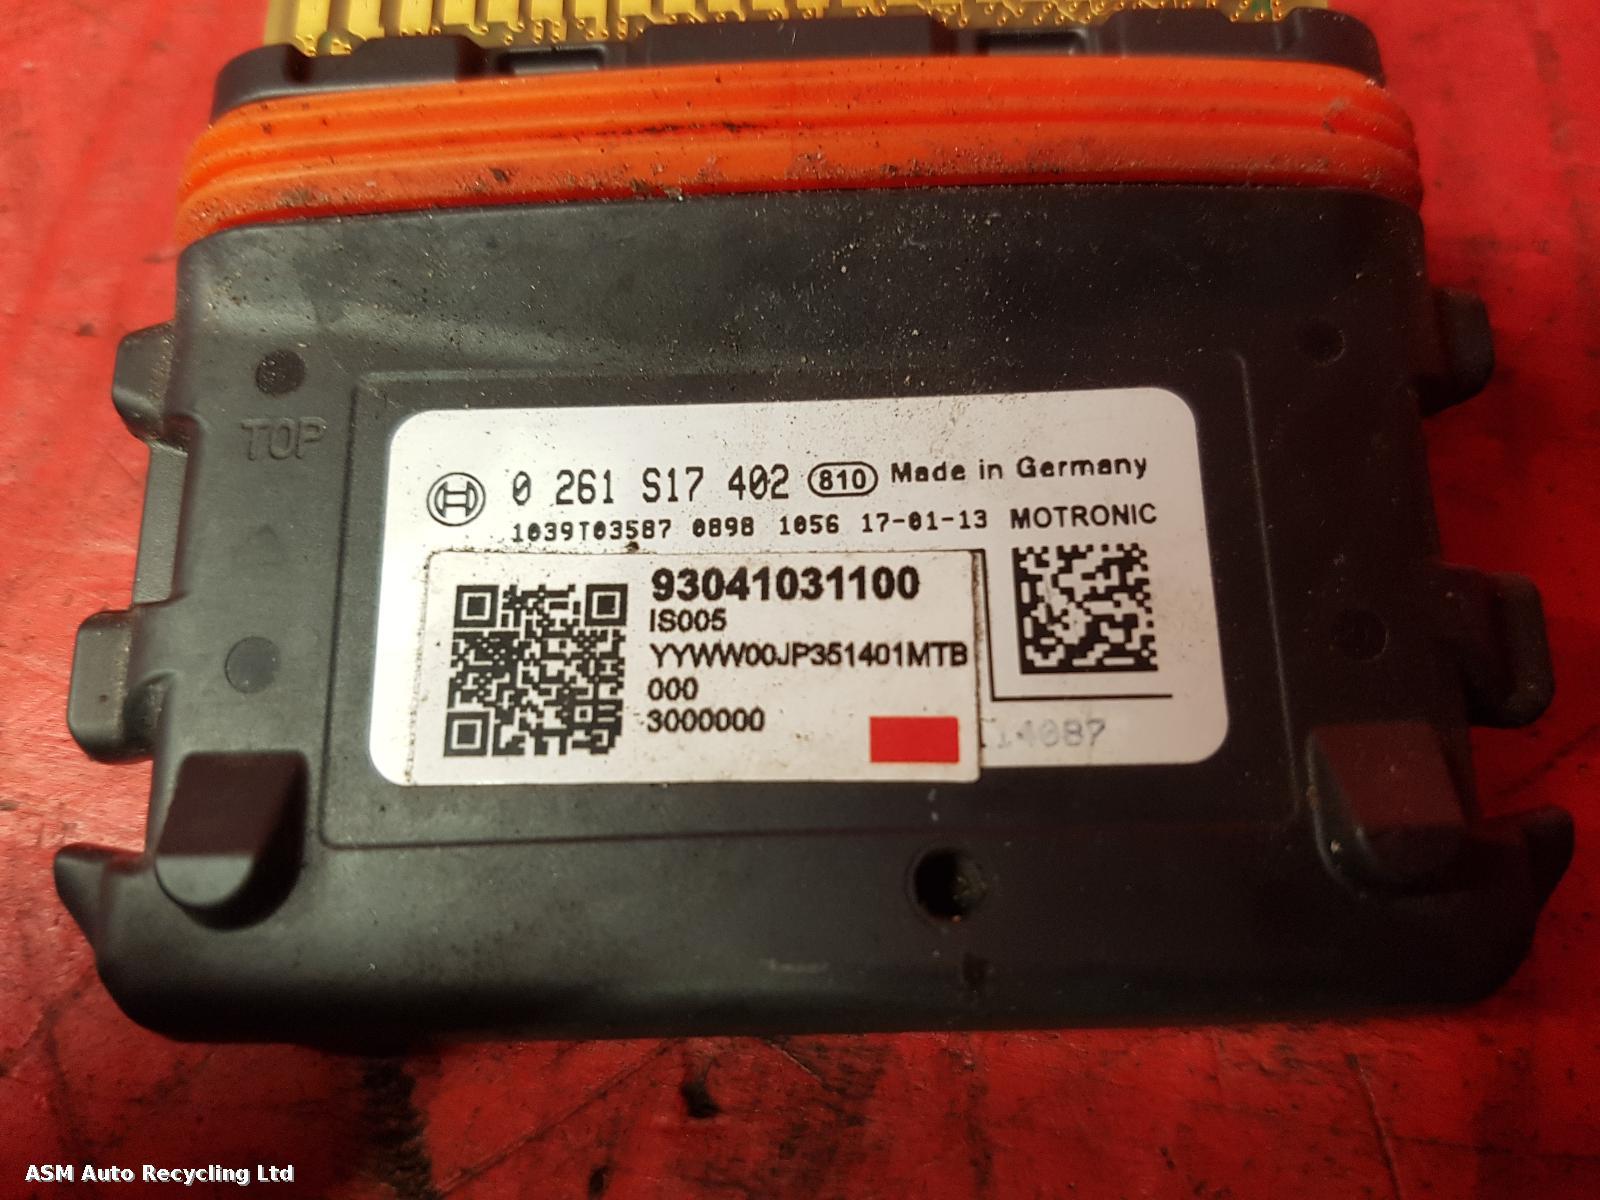 TOP
0 261 S17 402 810 Made in Germany
1039T03587 0898 1056 17-01-13 MOTRONIC
93041031100
IS005
YYWW00JP351401MTB
000
3000000
14087
ASM Auto Recycling Ltd